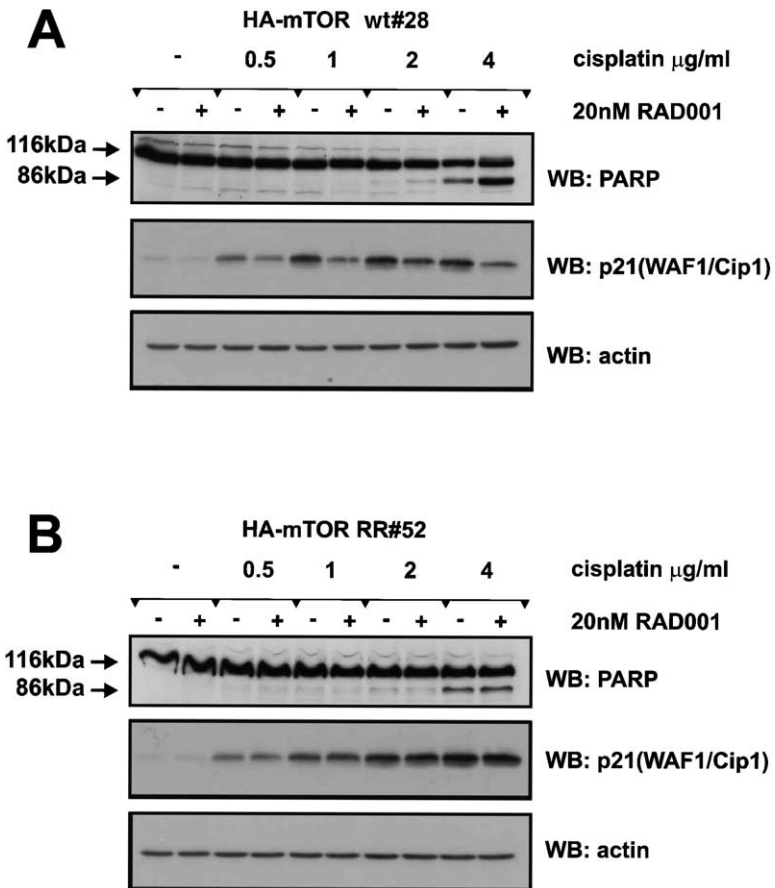 A
HA-mTOR wt#28
- 0.5 1 2 4 cisplatin μg/ml
- + - + - + - + - + 20nM RAD001
116kDa
86kDa
WB: PARP
WB: p21(WAF1/Cip1)
WB: actin
B
HA-mTOR RR#52
- 0.5 1 2 4 cisplatin μg/ml
- + - + - + - + - + 20nM RAD001
116kDa
86kDa
WB: PARP
WB: p21(WAF1/Cip1)
WB: actin